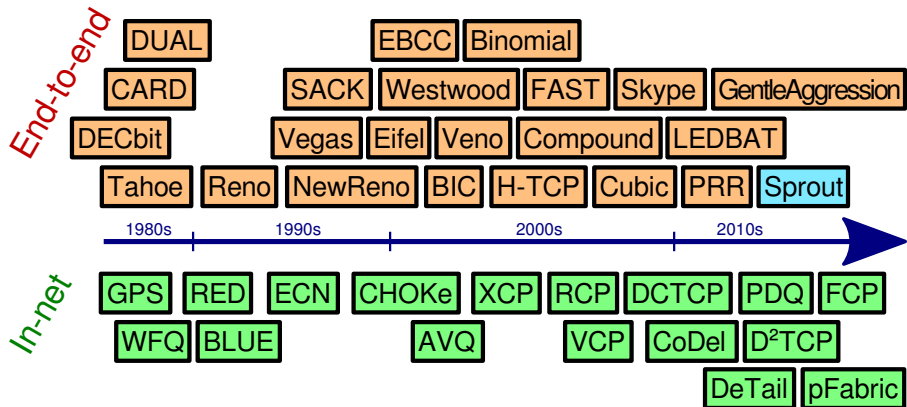 End-to-end
DUAL EBCC Binomial
CARD SACK Westwood FAST Skype GentleAggression
DECbit Vegas Eifel Veno Compound LEDBAT
Tahoe Reno NewReno BIC H-TCP Cubic PRR Sprout
1980s 1990s 2000s 2010s
In-net
GPS RED ECN CHOKe XCP RCP DCTCP PDQ FCP
WFQ BLUE AVQ VCP CoDel D²TCP
DeTail pFabric